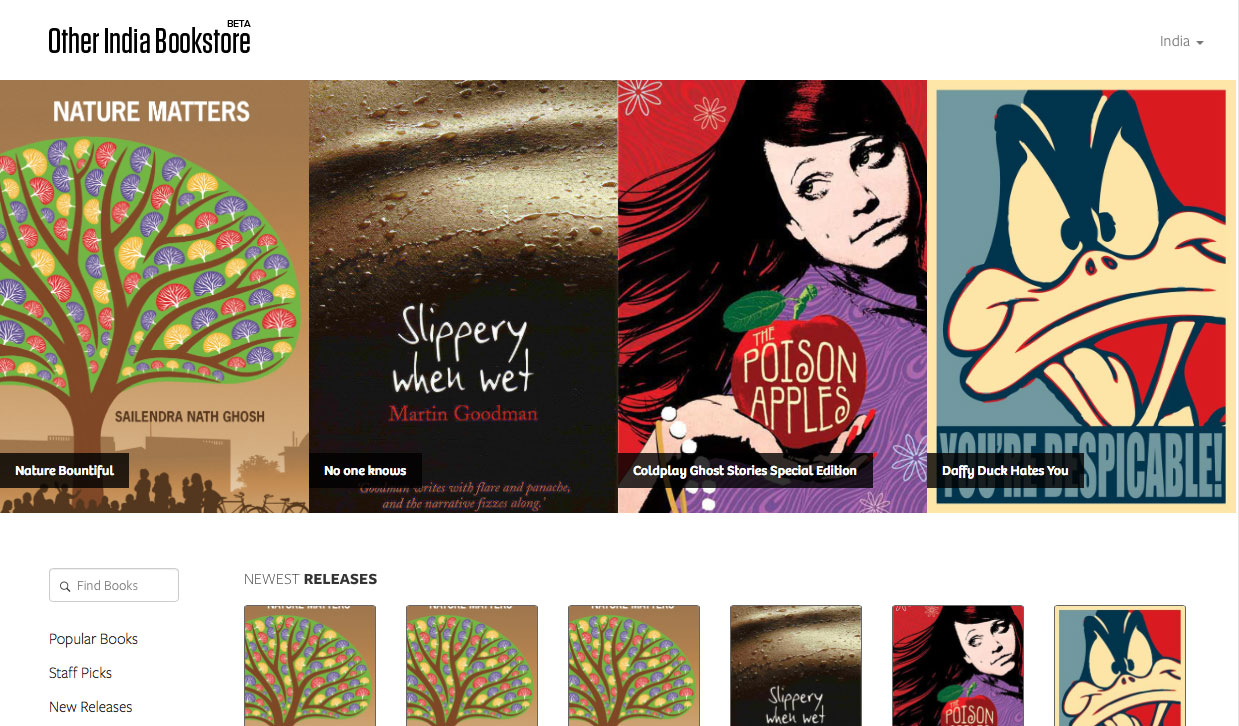 BETA
Other India Bookstore
India
NATURE MATTERS
SAILENDRA NATH GHOSH
Nature Bountiful
Slippery
when wet
Martin Goodman
No one knows
'Goodman writes with flare and panache,
and the narrative fizzes along.'
THE
POISON
APPLES
Coldplay Ghost Stories Special Edition
YOU'RE DESPICABLE!
Daffy Duck Hates You
Find Books
Popular Books
Staff Picks
New Releases
NEWEST RELEASES
NATURE MATTERS
NATURE MATTERS
NATURE MATTERS
Slippery
when wet
THE
POISON